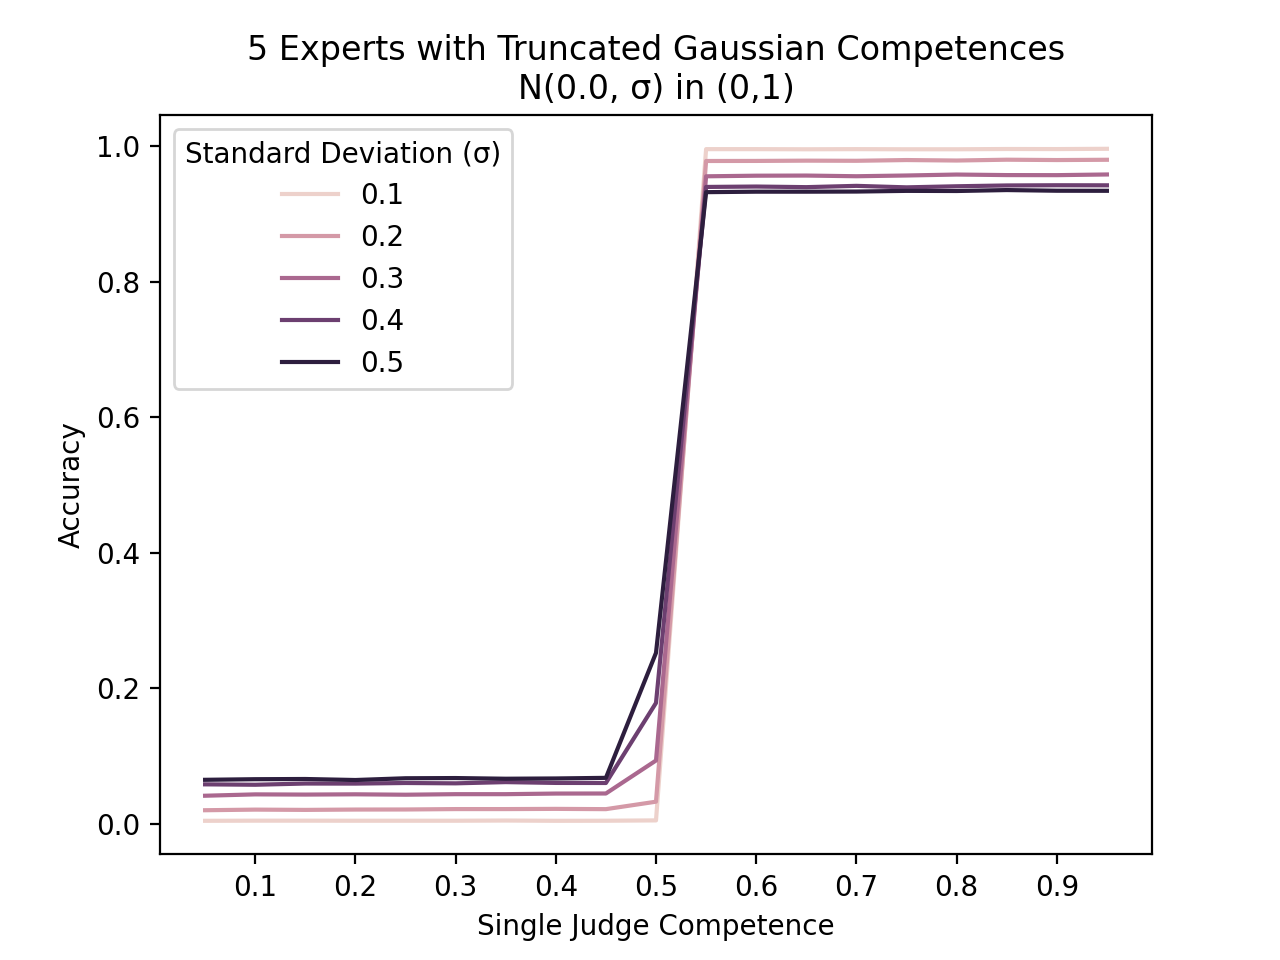 5 Experts with Truncated Gaussian Competences
N(0.0, σ) in (0,1)
Standard Deviation (σ)
0.1
0.2
0.3
0.4
0.5
1.0
0.8
0.6
0.4
0.2
0.0
Accuracy
0.1 0.2 0.3 0.4 0.5 0.6 0.7 0.8 0.9
Single Judge Competence